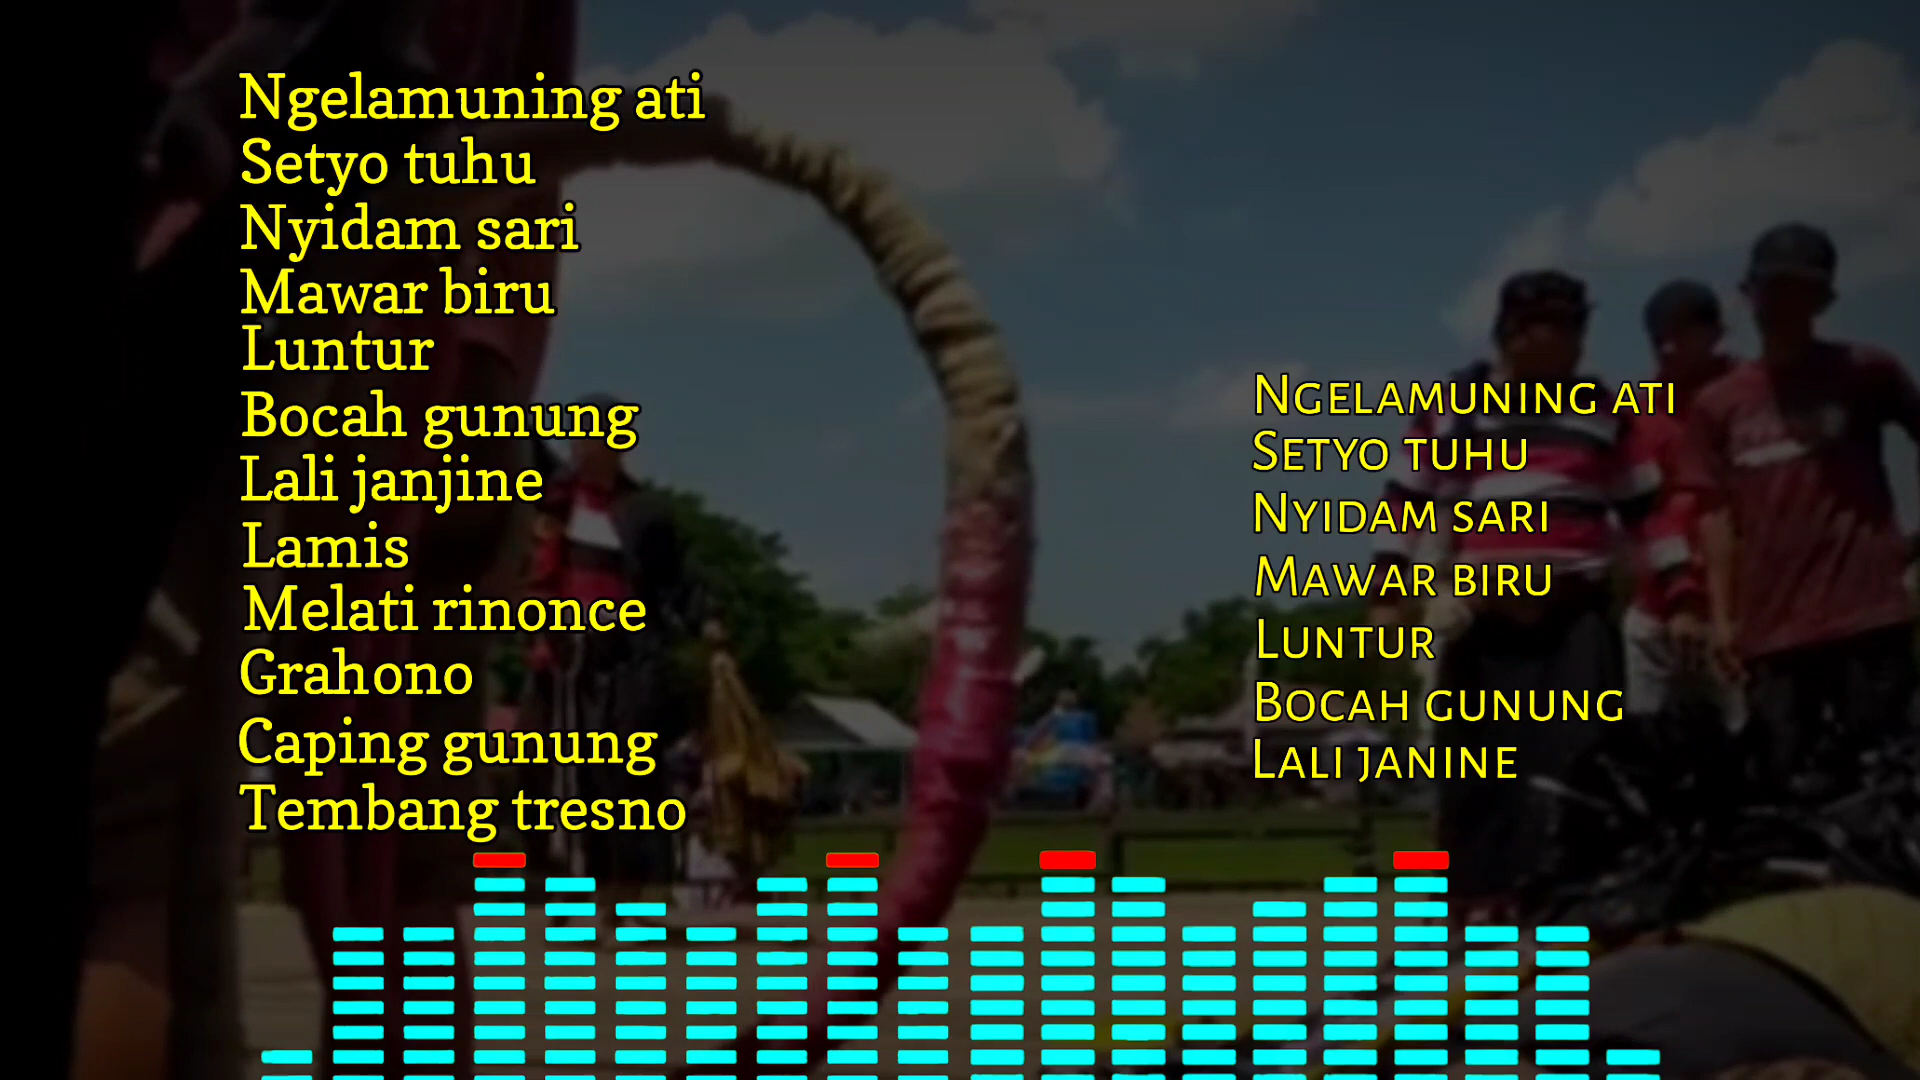 Ngelamuning ati
Setyo tuhu
Nyidam sari
Mawar biru
Luntur
Bocah gunung
Lali janjine
Lamis
Melati rinonce
Grahono
Caping gunung
Tembang tresno
Ngelamuning ati
Setyo tuhu
Nyidam sari
Mawar biru
Luntur
Bocah gunung
Lali janine